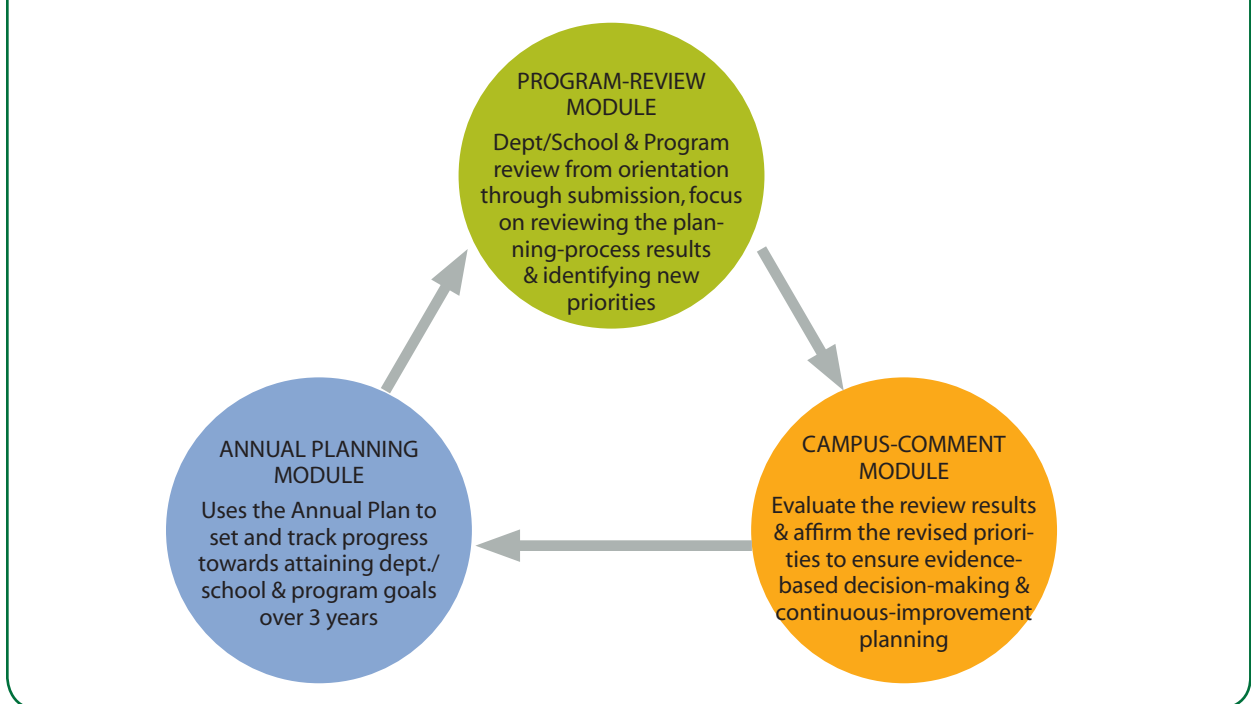 PROGRAM-REVIEW
MODULE
Dept/School & Program
review from orientation
through submission, focus
on reviewing the plan-
ning-process results
& identifying new
priorities
ANNUAL PLANNING
MODULE
Uses the Annual Plan to
set and track progress
towards attaining dept./
school & program goals
over 3 years
CAMPUS-COMMENT
MODULE
Evaluate the review results
& affirm the revised priori-
ties to ensure evidence-
based decision-making &
continuous-improvement
planning